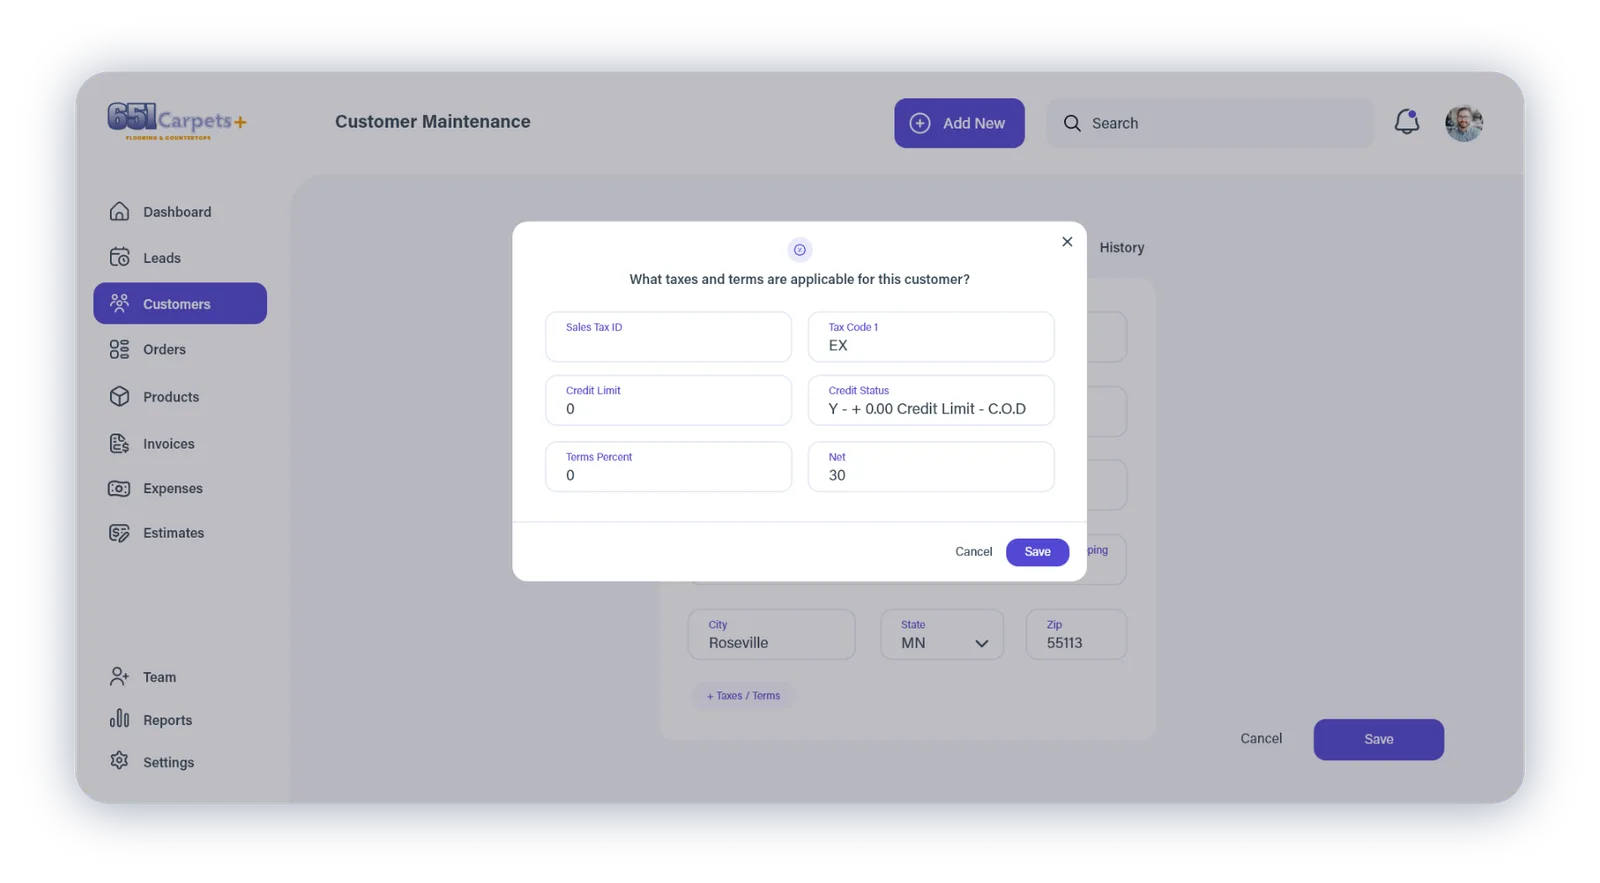 651Carpets+
FLOORING & COUNTERTOPS
Customer Maintenance
Add New
Search
Dashboard
Leads
Customers
Orders
Products
Invoices
Expenses
Estimates
Team
Reports
Settings
History
What taxes and terms are applicable for this customer?
Sales Tax ID
Tax Code 1
EX
Credit Limit
0
Credit Status
Y - + 0.00 Credit Limit - C.O.D
Terms Percent
0
Net
30
Cancel
Save
City
Roseville
State
MN
Zip
55113
+ Taxes / Terms
Cancel
Save